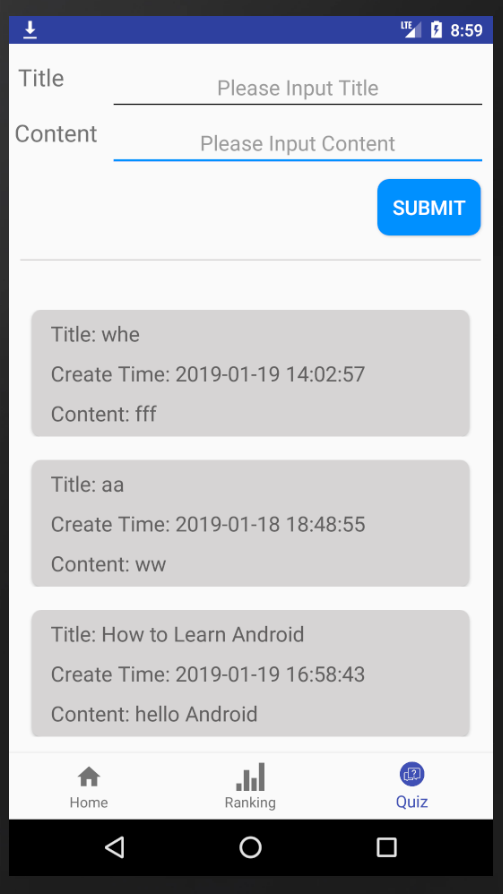 LTE 8:59
Title Please Input Title
Content Please Input Content
SUBMIT
Title: whe
Create Time: 2019-01-19 14:02:57
Content: fff
Title: aa
Create Time: 2019-01-18 18:48:55
Content: ww
Title: How to Learn Android
Create Time: 2019-01-19 16:58:43
Content: hello Android
Home Ranking Quiz